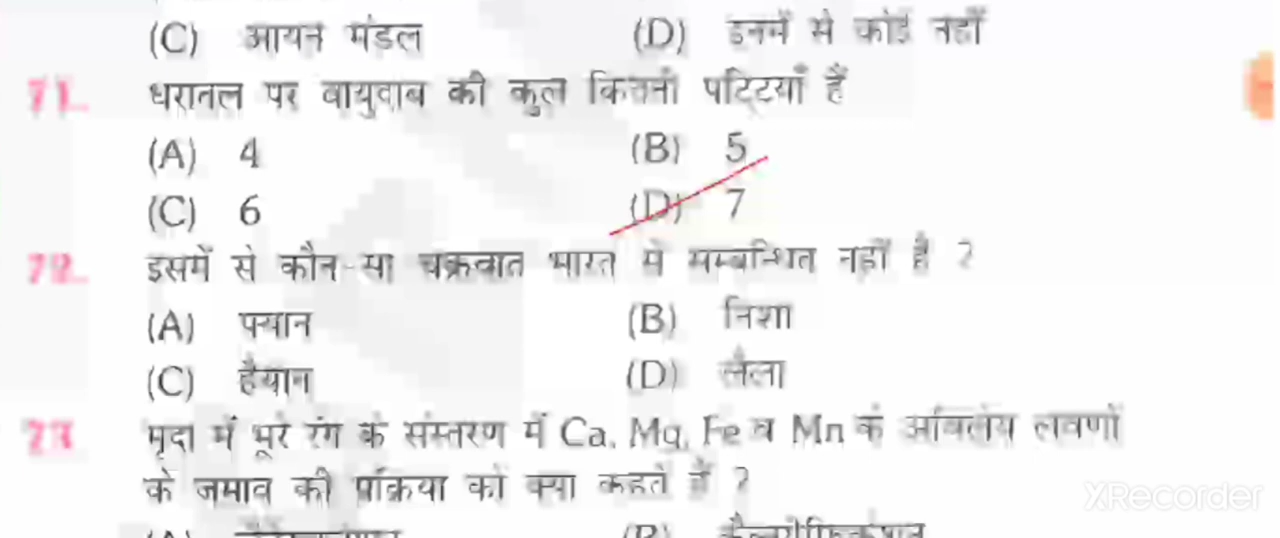 (C) आयन मंडल (D) इनमें से कोई नहीं
71. धरातल पर वायुदाब की कुल कितनी पट्टियाँ हैं
(A) 4 (B) 5
(C) 6 (D) 7
72. इसमें से कौन-सा चक्रवात भारत से सम्बन्धित नहीं है ?
(A) फ्यान (B) निशा
(C) हैयान (D) लैला
73. मृदा में भूरे रंग के संस्तरण में Ca, Mg, Fe व Mn के अविलेय लवणों
के जमाव की प्रक्रिया को क्या कहते हैं ?
XRecorder